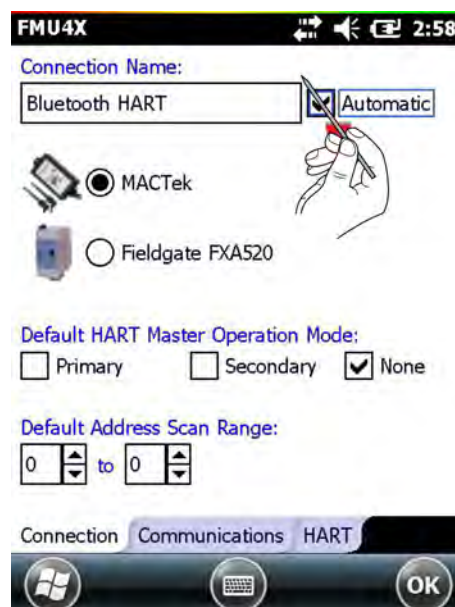 FMU4X 2:58
Connection Name:
Bluetooth HART Automatic
MACTek
Fieldgate FXA520
Default HART Master Operation Mode:
Primary Secondary None
Default Address Scan Range:
0 to 0
Connection Communications HART
OK